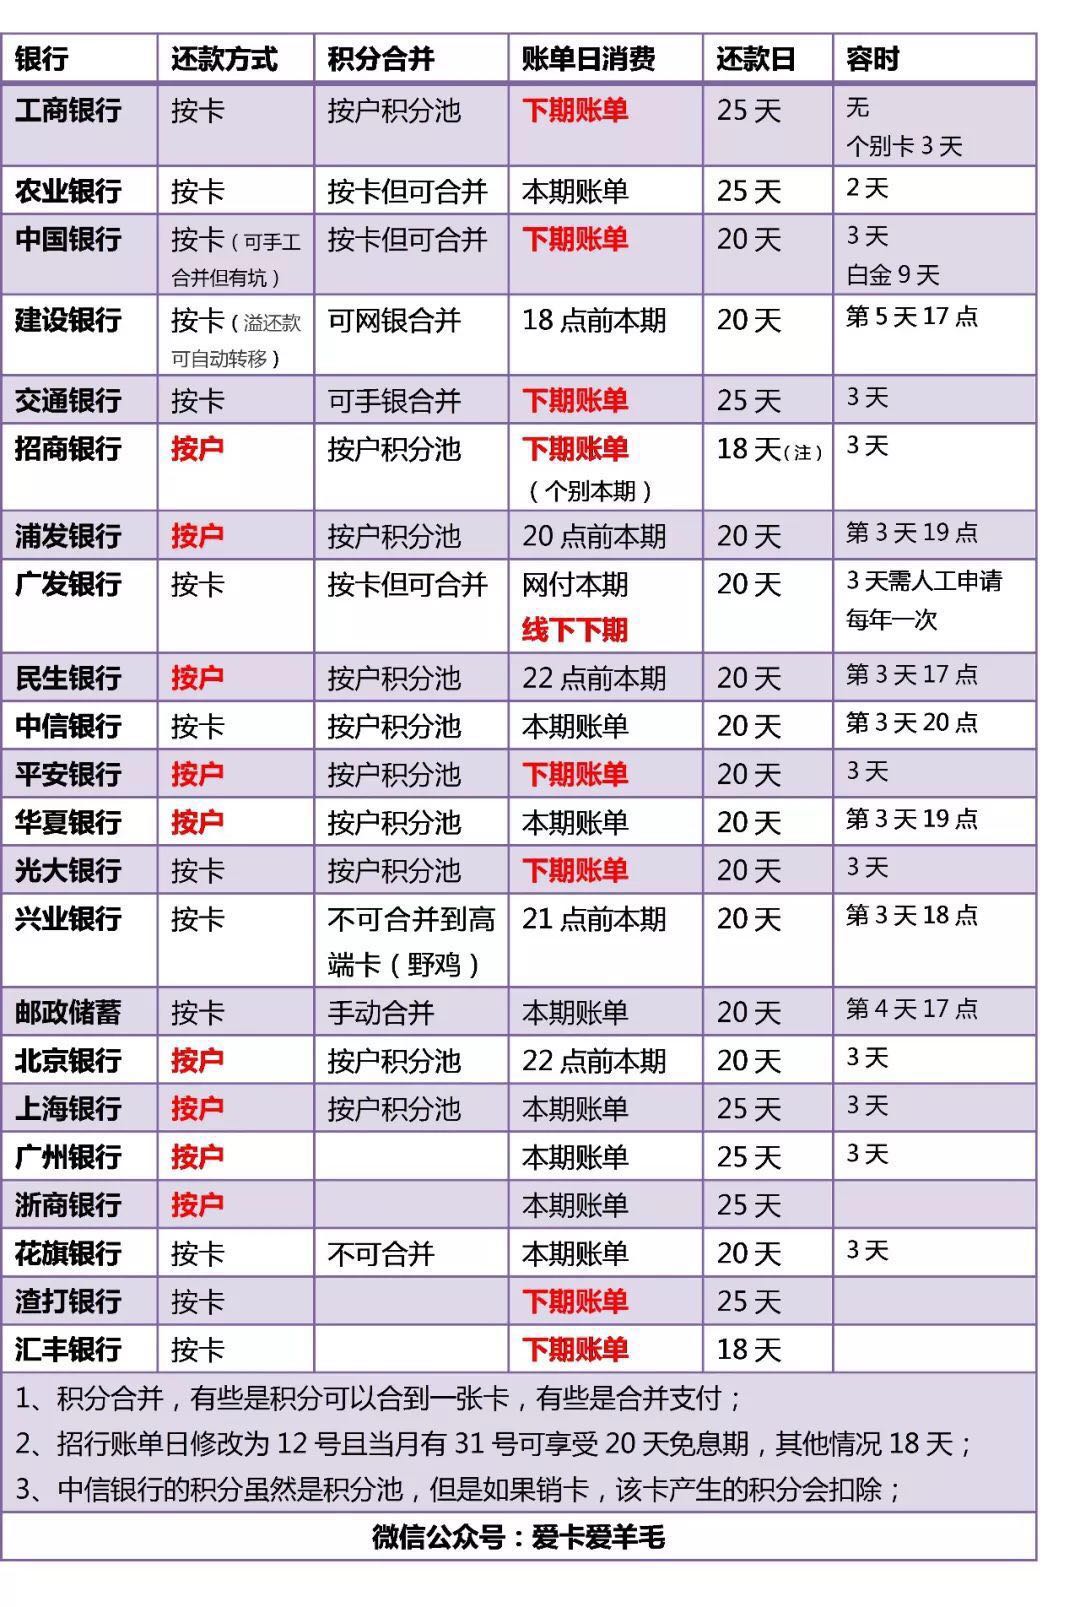 银行 还款方式 积分合并 账单日消费 还款日 容时
工商银行 按卡 按户积分池 下期账单 25 天 无
个别卡 3 天
农业银行 按卡 按卡但可合并 本期账单 25 天 2 天
中国银行 按卡（可手工 按卡但可合并 下期账单 20 天 3 天
合并但有坑） 白金 9 天
建设银行 按卡（溢还款 可网银合并 18 点前本期 20 天 第 5 天 17 点
可自动转移）
交通银行 按卡 可手银合并 下期账单 25 天 3 天
招商银行 按户 按户积分池 下期账单 18 天（注） 3 天
（个别本期）
浦发银行 按户 按户积分池 20 点前本期 20 天 第 3 天 19 点
广发银行 按卡 按卡但可合并 网付本期 20 天 3 天需人工申请
线下下期 每年一次
民生银行 按户 按户积分池 22 点前本期 20 天 第 3 天 17 点
中信银行 按卡 按户积分池 本期账单 20 天 第 3 天 20 点
平安银行 按户 按户积分池 下期账单 20 天 3 天
华夏银行 按户 按户积分池 本期账单 20 天 第 3 天 19 点
光大银行 按卡 按户积分池 下期账单 20 天 3 天
兴业银行 按卡 不可合并到高 21 点前本期 20 天 第 3 天 18 点
端卡（野鸡）
邮政储蓄 按卡 手动合并 本期账单 20 天 第 4 天 17 点
北京银行 按户 按户积分池 22 点前本期 20 天 3 天
上海银行 按户 按户积分池 本期账单 25 天 3 天
广州银行 按户 本期账单 25 天 3 天
浙商银行 按户 本期账单 25 天
花旗银行 按卡 不可合并 本期账单 20 天 3 天
渣打银行 按卡 下期账单 25 天
汇丰银行 按卡 下期账单 18 天
1、积分合并，有些是积分可以合到一张卡，有些是合并支付；
2、招行账单日修改为 12 号且当月有 31 号可享受 20 天免息期，其他情况 18 天；
3、中信银行的积分虽然是积分池，但是如果销卡，该卡产生的积分会扣除；
微信公众号：爱卡爱羊毛